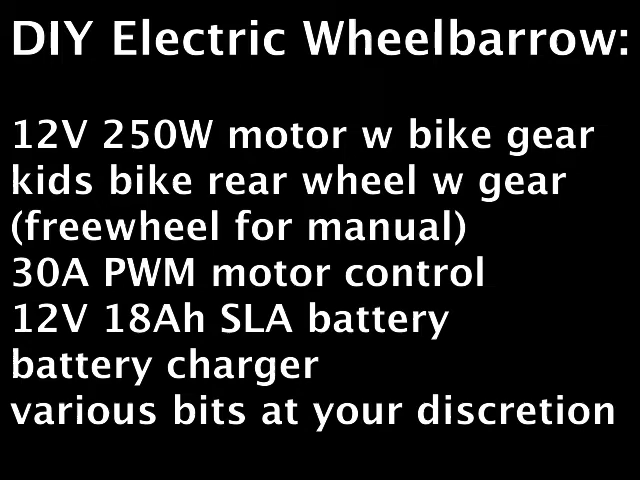 DIY Electric Wheelbarrow:
12V 250W motor w bike gear
kids bike rear wheel w gear
(freewheel for manual)
30A PWM motor control
12V 18Ah SLA battery
battery charger
various bits at your discretion